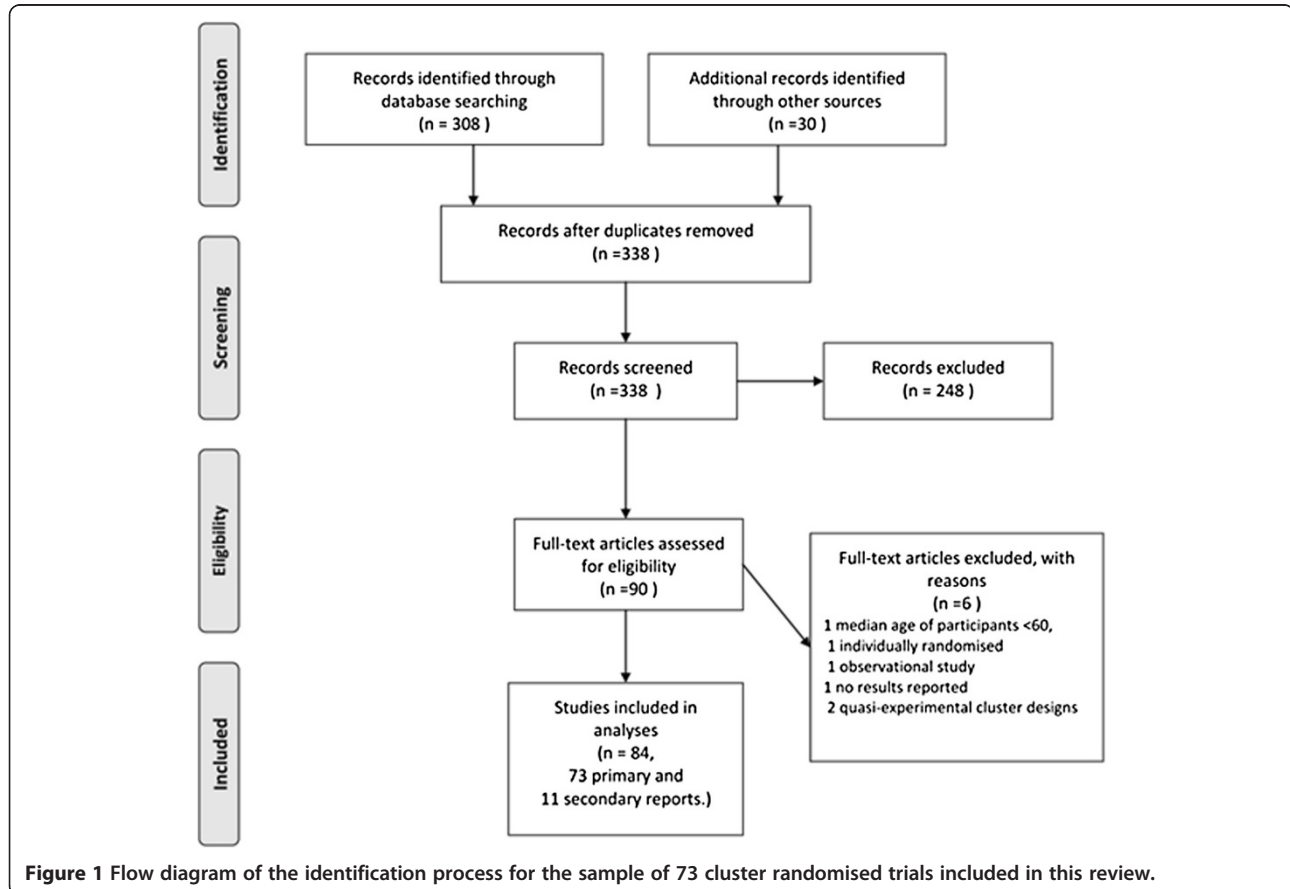 Identification
Records identified through
database searching
(n = 308 )
Additional records identified
through other sources
(n =30 )
Records after duplicates removed
(n =338 )
Screening
Records screened
(n =338 )
Records excluded
(n = 248 )
Eligibility
Full-text articles assessed
for eligibility
(n =90 )
Full-text articles excluded, with
reasons
(n =6 )
1 median age of participants <60,
1 individually randomised
1 observational study
1 no results reported
2 quasi-experimental cluster designs
Included
Studies included in
analyses
(n = 84,
73 primary and
11 secondary reports.)
Figure 1 Flow diagram of the identification process for the sample of 73 cluster randomised trials included in this review.